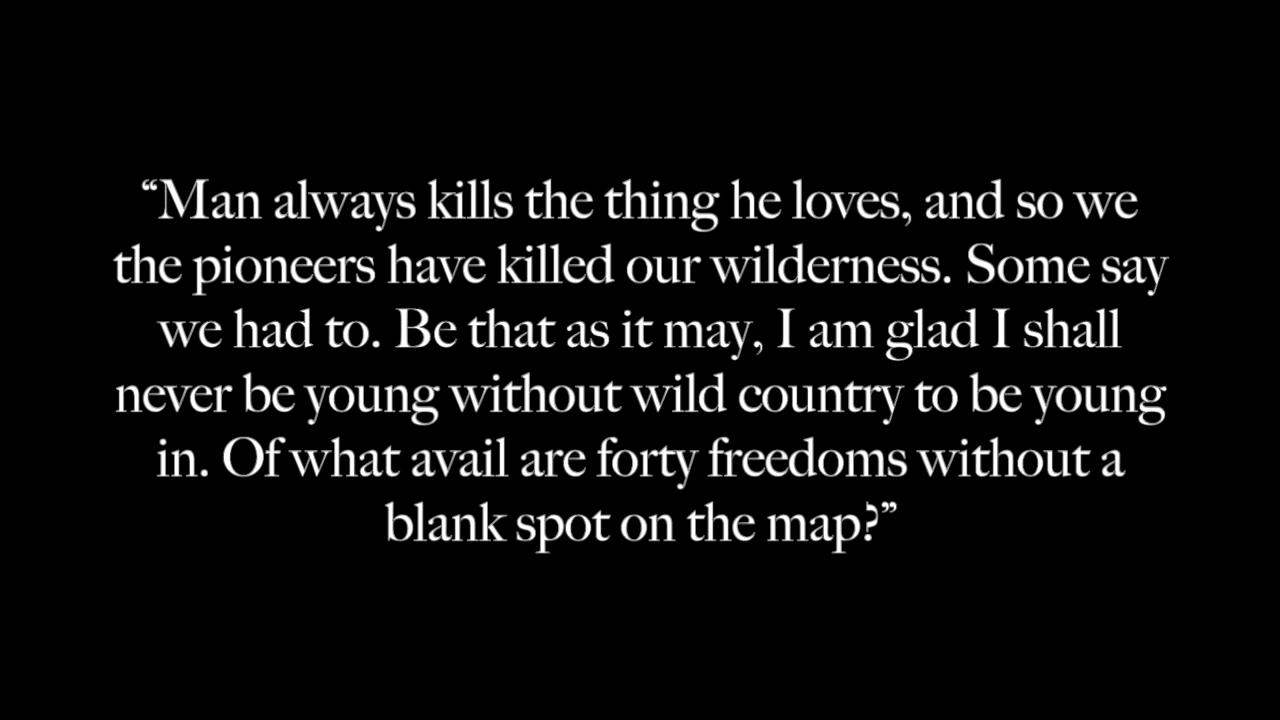 “Man always kills the thing he loves, and so we
the pioneers have killed our wilderness. Some say
we had to. Be that as it may, I am glad I shall
never be young without wild country to be young
in. Of what avail are forty freedoms without a
blank spot on the map?”